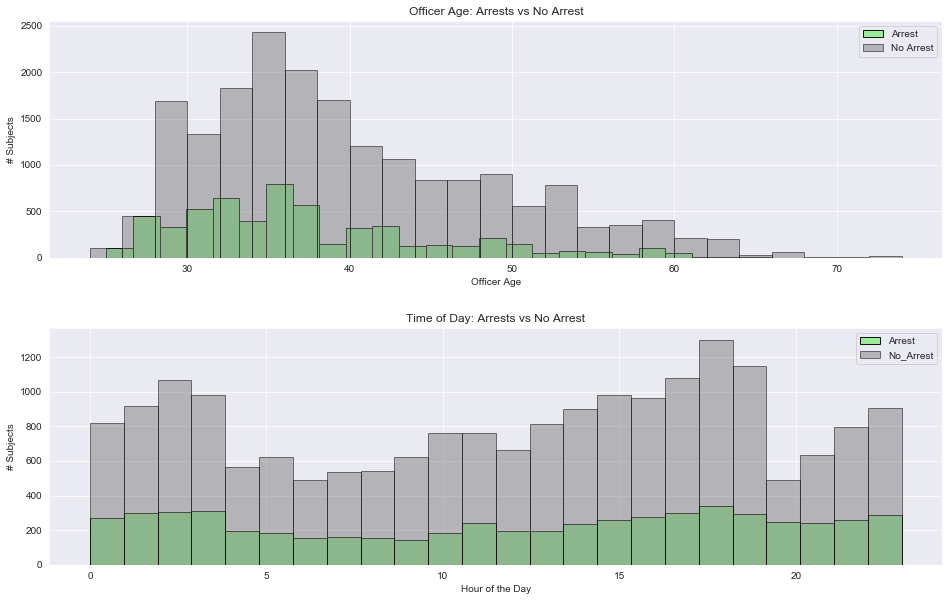 Officer Age: Arrests vs No Arrest
2500
2000
1500
1000
500
0
# Subjects
Arrest
No Arrest
30 40 50 60 70
Officer Age
Time of Day: Arrests vs No Arrest
1200
1000
800
600
400
200
0
# Subjects
Arrest
No_Arrest
0 5 10 15 20
Hour of the Day